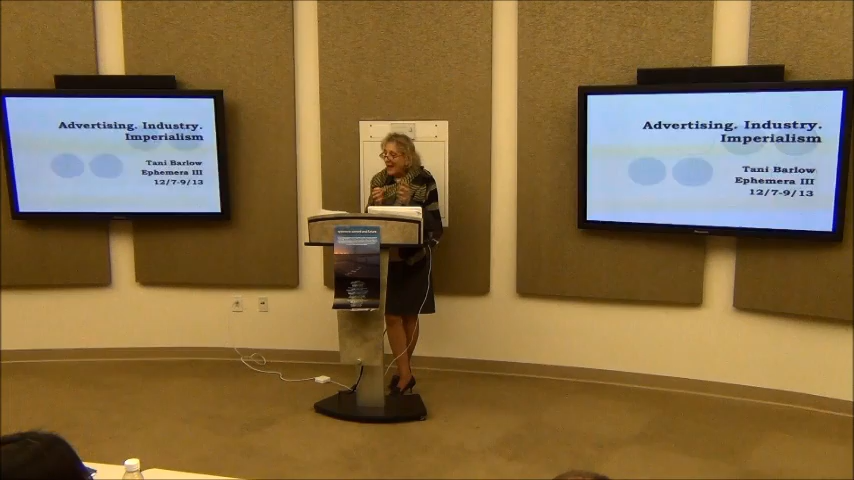 Advertising. Industry.
Imperialism
Tani Barlow
Ephemera III
12/7-9/13
Advertising. Industry.
Imperialism
Tani Barlow
Ephemera III
12/7-9/13